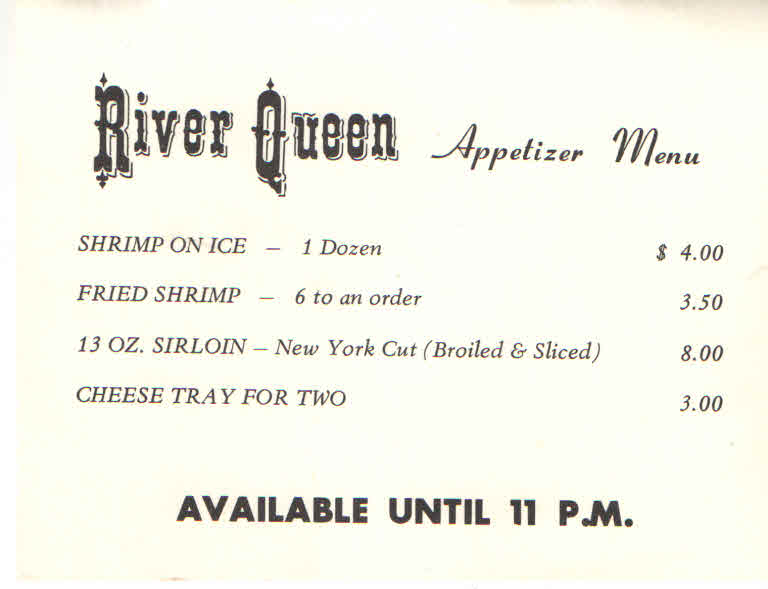 River Queen Appetizer Menu
SHRIMP ON ICE – 1 Dozen $ 4.00
FRIED SHRIMP – 6 to an order 3.50
13 OZ. SIRLOIN – New York Cut (Broiled & Sliced) 8.00
CHEESE TRAY FOR TWO 3.00
AVAILABLE UNTIL 11 P.M.